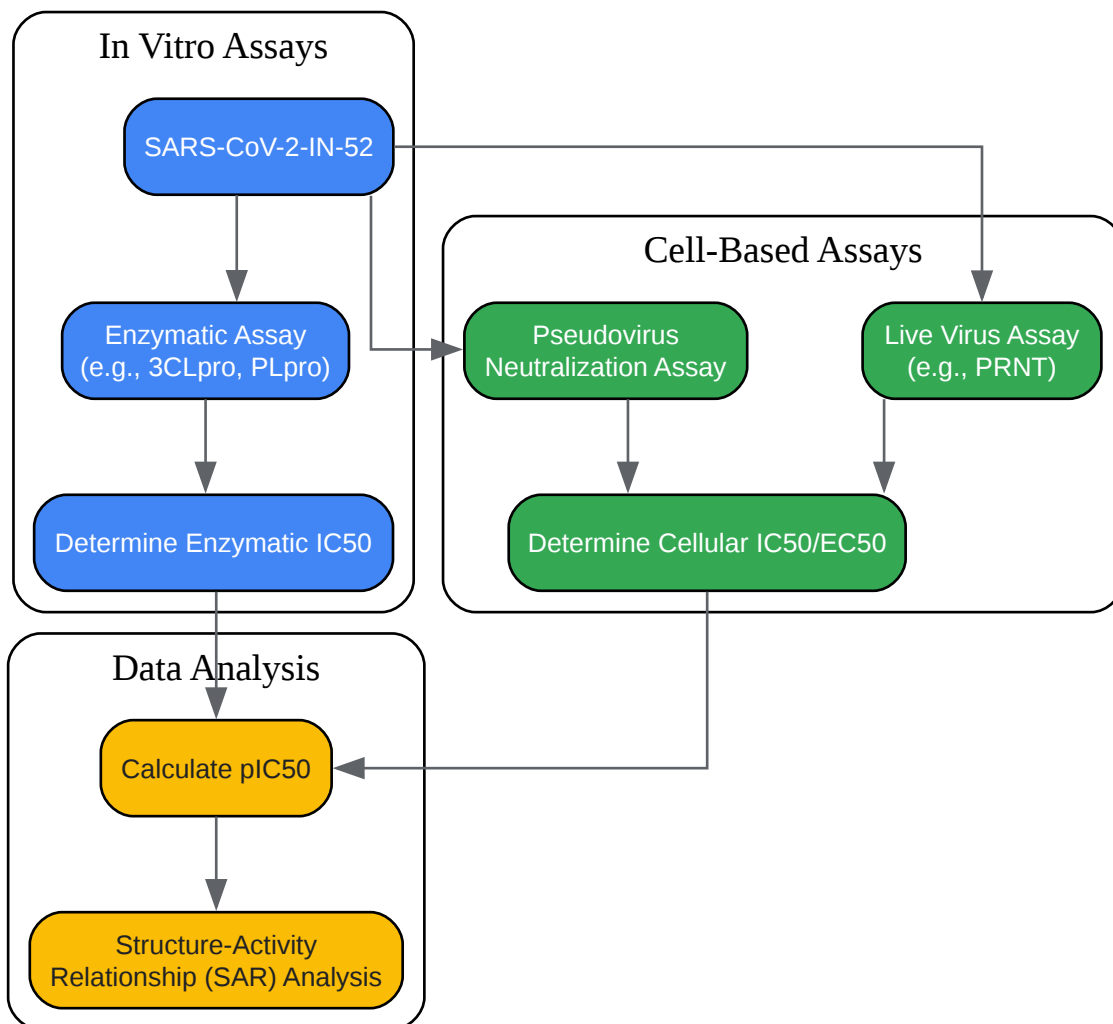 In Vitro Assays
SARS-CoV-2-IN-52
Enzymatic Assay
(e.g., 3CLpro, PLpro)
Determine Enzymatic IC50
Cell-Based Assays
Pseudovirus
Neutralization Assay
Live Virus Assay
(e.g., PRNT)
Determine Cellular IC50/EC50
Data Analysis
Calculate pIC50
Structure-Activity
Relationship (SAR) Analysis